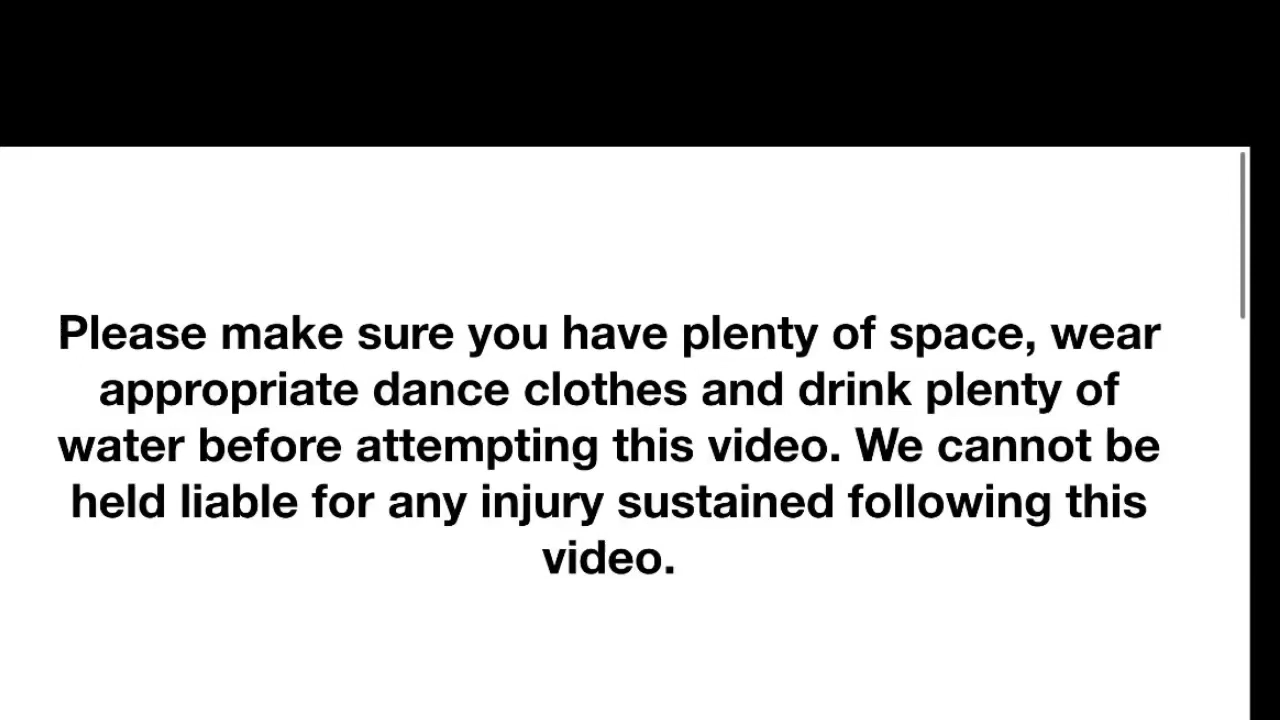 Please make sure you have plenty of space, wear
appropriate dance clothes and drink plenty of
water before attempting this video. We cannot be
held liable for any injury sustained following this
video.